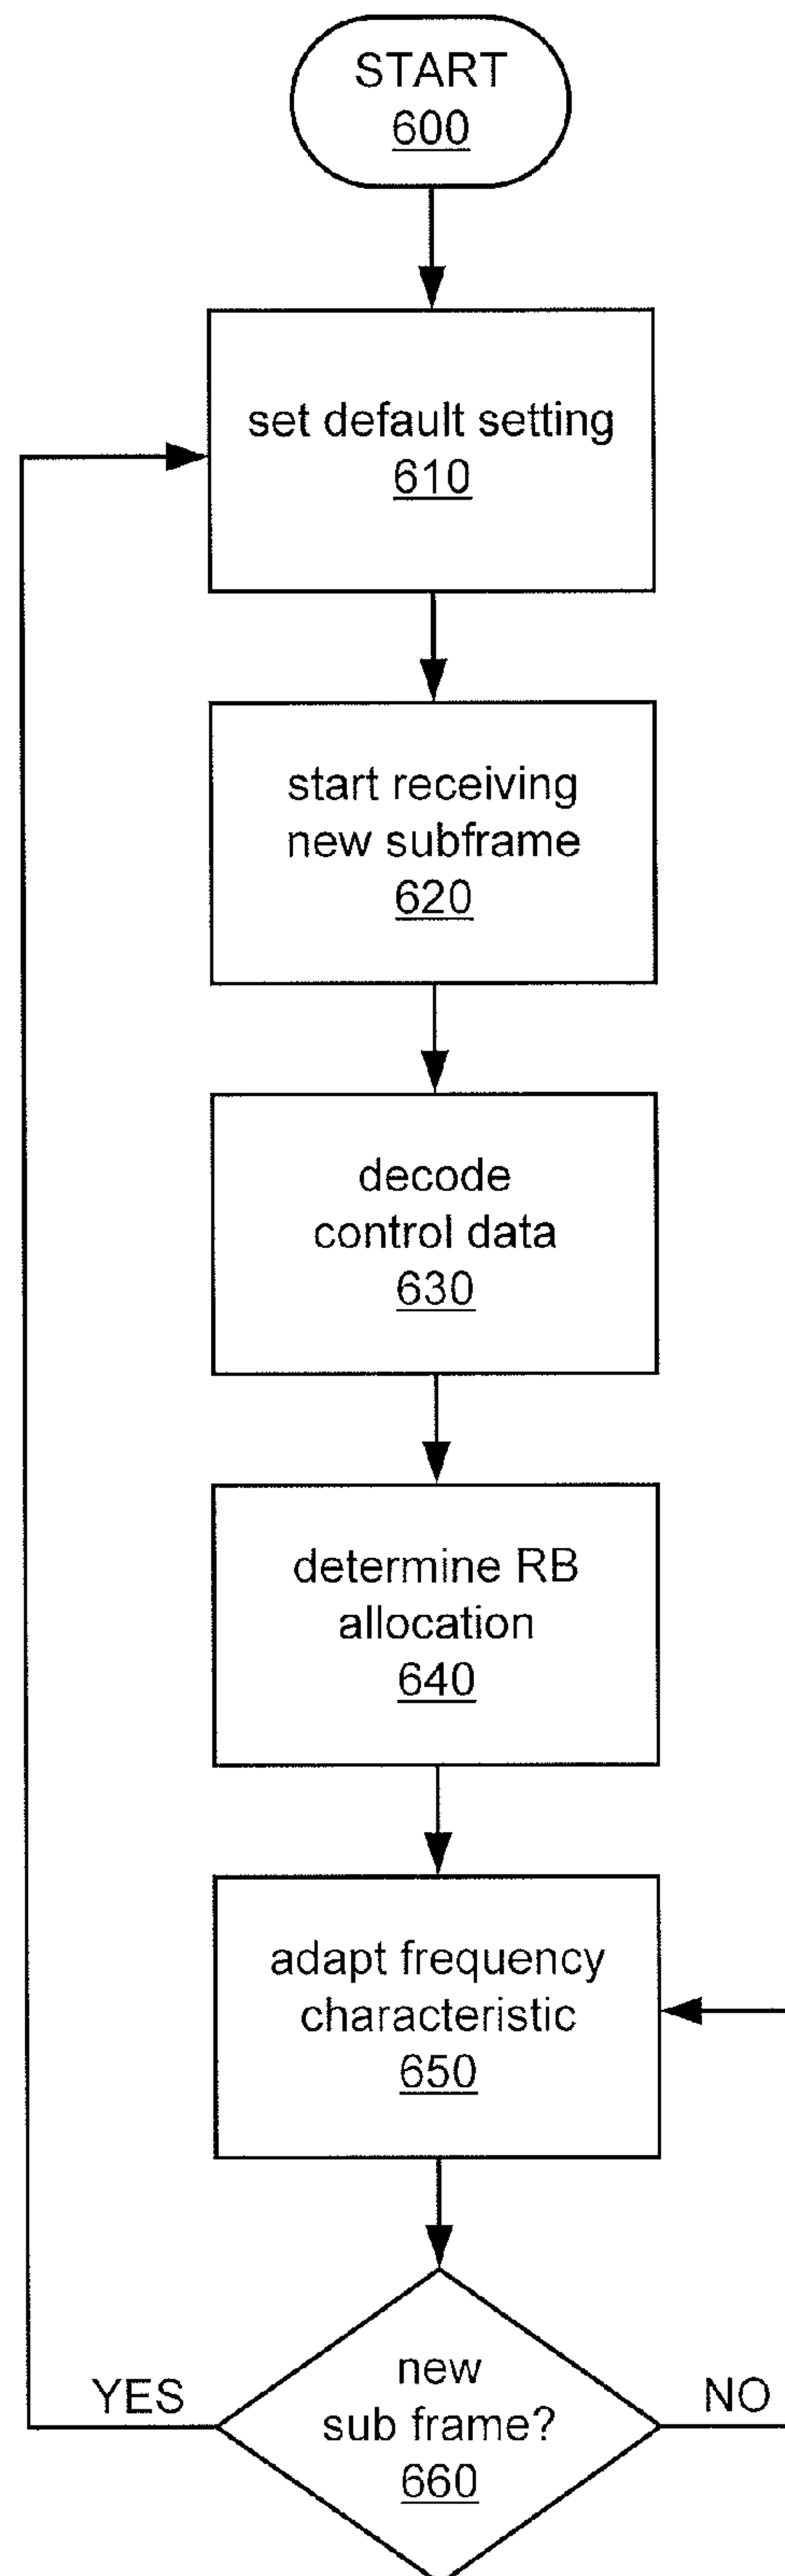 START
600
set default setting
610
start receiving
new subframe
620
decode
control data
630
determine RB
allocation
640
adapt frequency
characteristic
650
YES
new
sub frame?
660
NO